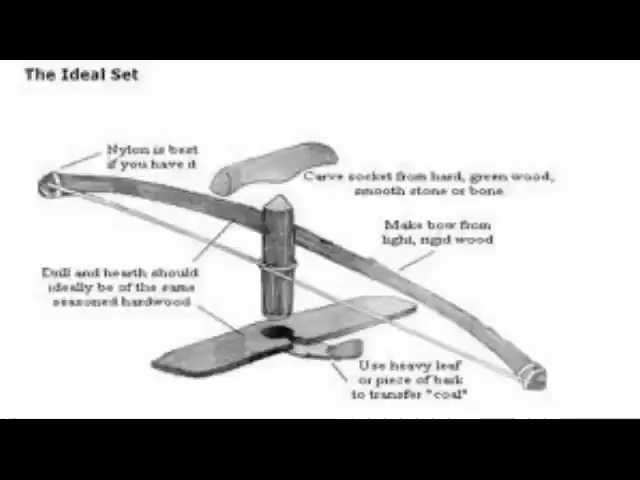 The Ideal Set
Nylon is best
if you have it
Carve socket from hard, green wood,
smooth stone or bone
Make bow from
light, rigid wood
Drill and hearth should
ideally be of the same
seasoned hardwood
Use heavy leaf
or piece of bark
to transfer "coal"